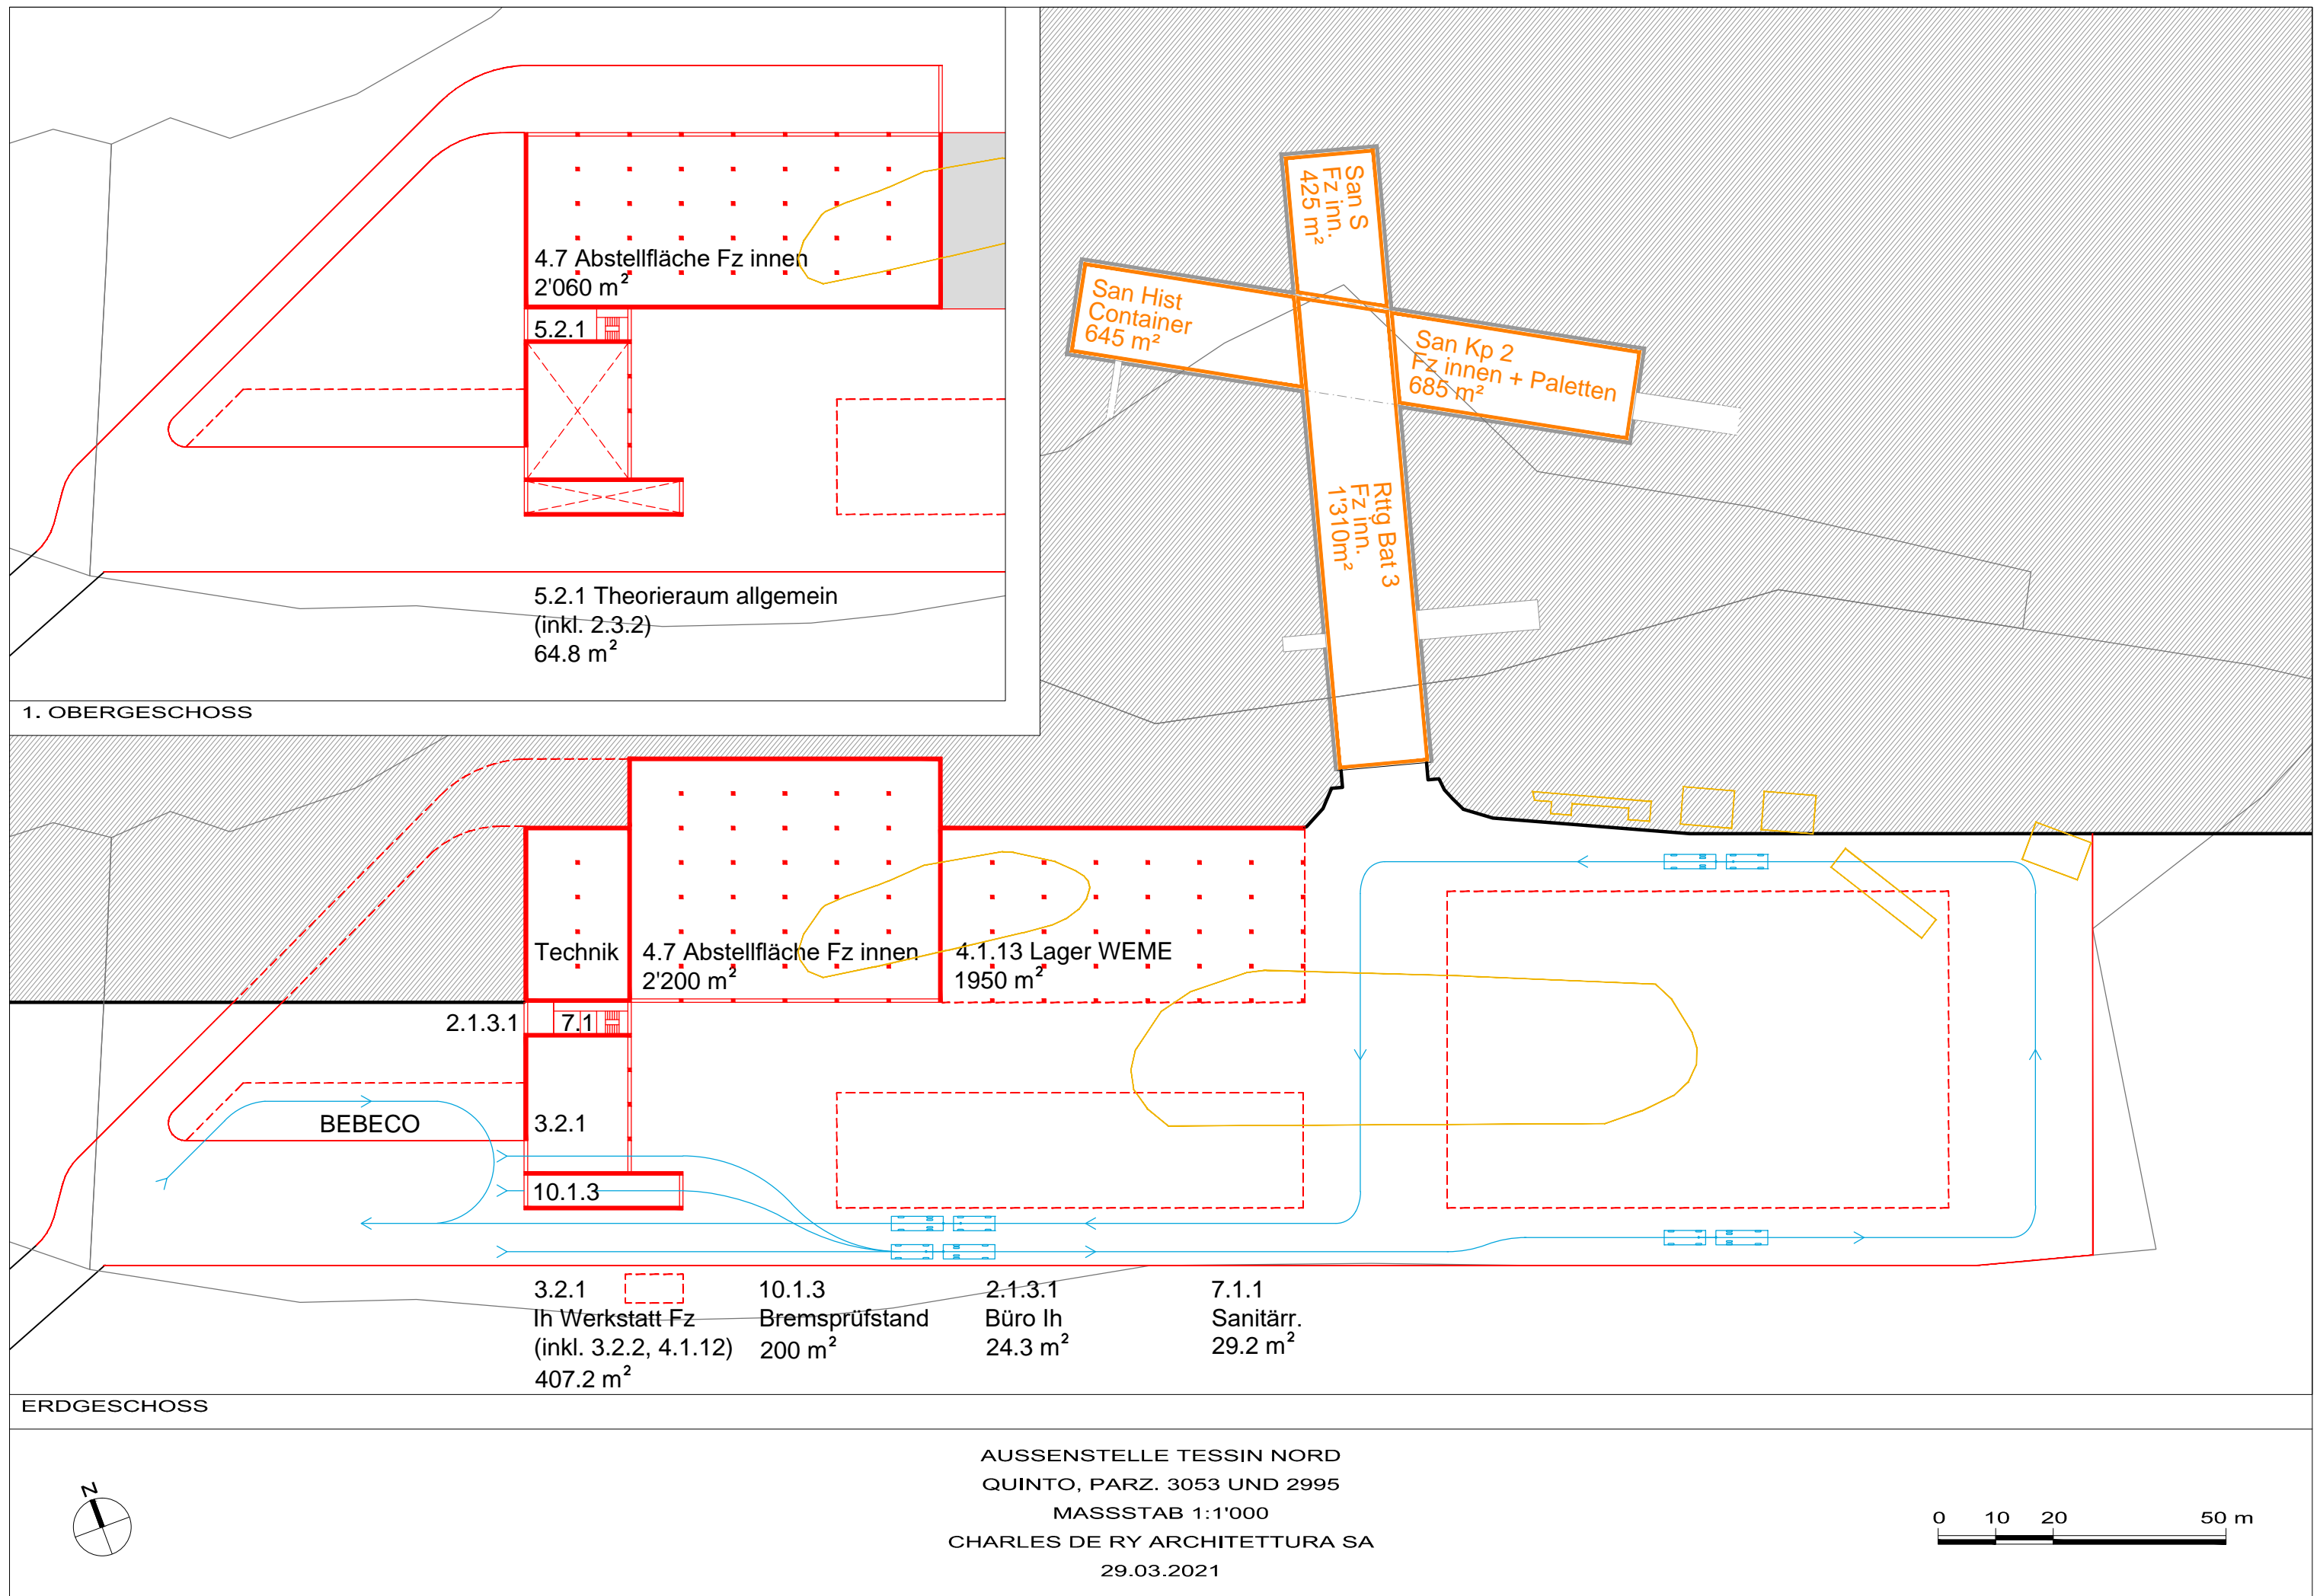 4.7 Abstellfläche Fz innen
2'060 m²
5.2.1
5.2.1 Theorieraum allgemein
(inkl. 2.3.2)
64.8 m²
1. OBERGESCHOSS
San S
Fz inn.
425 m²
San Hist
Container
645 m²
San Kp 2
Fz innen + Paletten
685 m²
Rttg Bat 3
Fz inn.
1'310m²
Technik
4.7 Abstellfläche Fz innen
2'200 m²
4.1.13 Lager WEME
1950 m²
2.1.3.1
7.1
BEBECO
3.2.1
10.1.3
3.2.1
Ih Werkstatt Fz
(inkl. 3.2.2, 4.1.12)
407.2 m²
10.1.3
Bremsprüfstand
200 m²
2.1.3.1
Büro Ih
24.3 m²
7.1.1
Sanitärr.
29.2 m²
ERDGESCHOSS
N
AUSSENSTELLE TESSIN NORD
QUINTO, PARZ. 3053 UND 2995
MASSSTAB 1:1'000
CHARLES DE RY ARCHITETTURA SA
29.03.2021
0 10 20 50 m